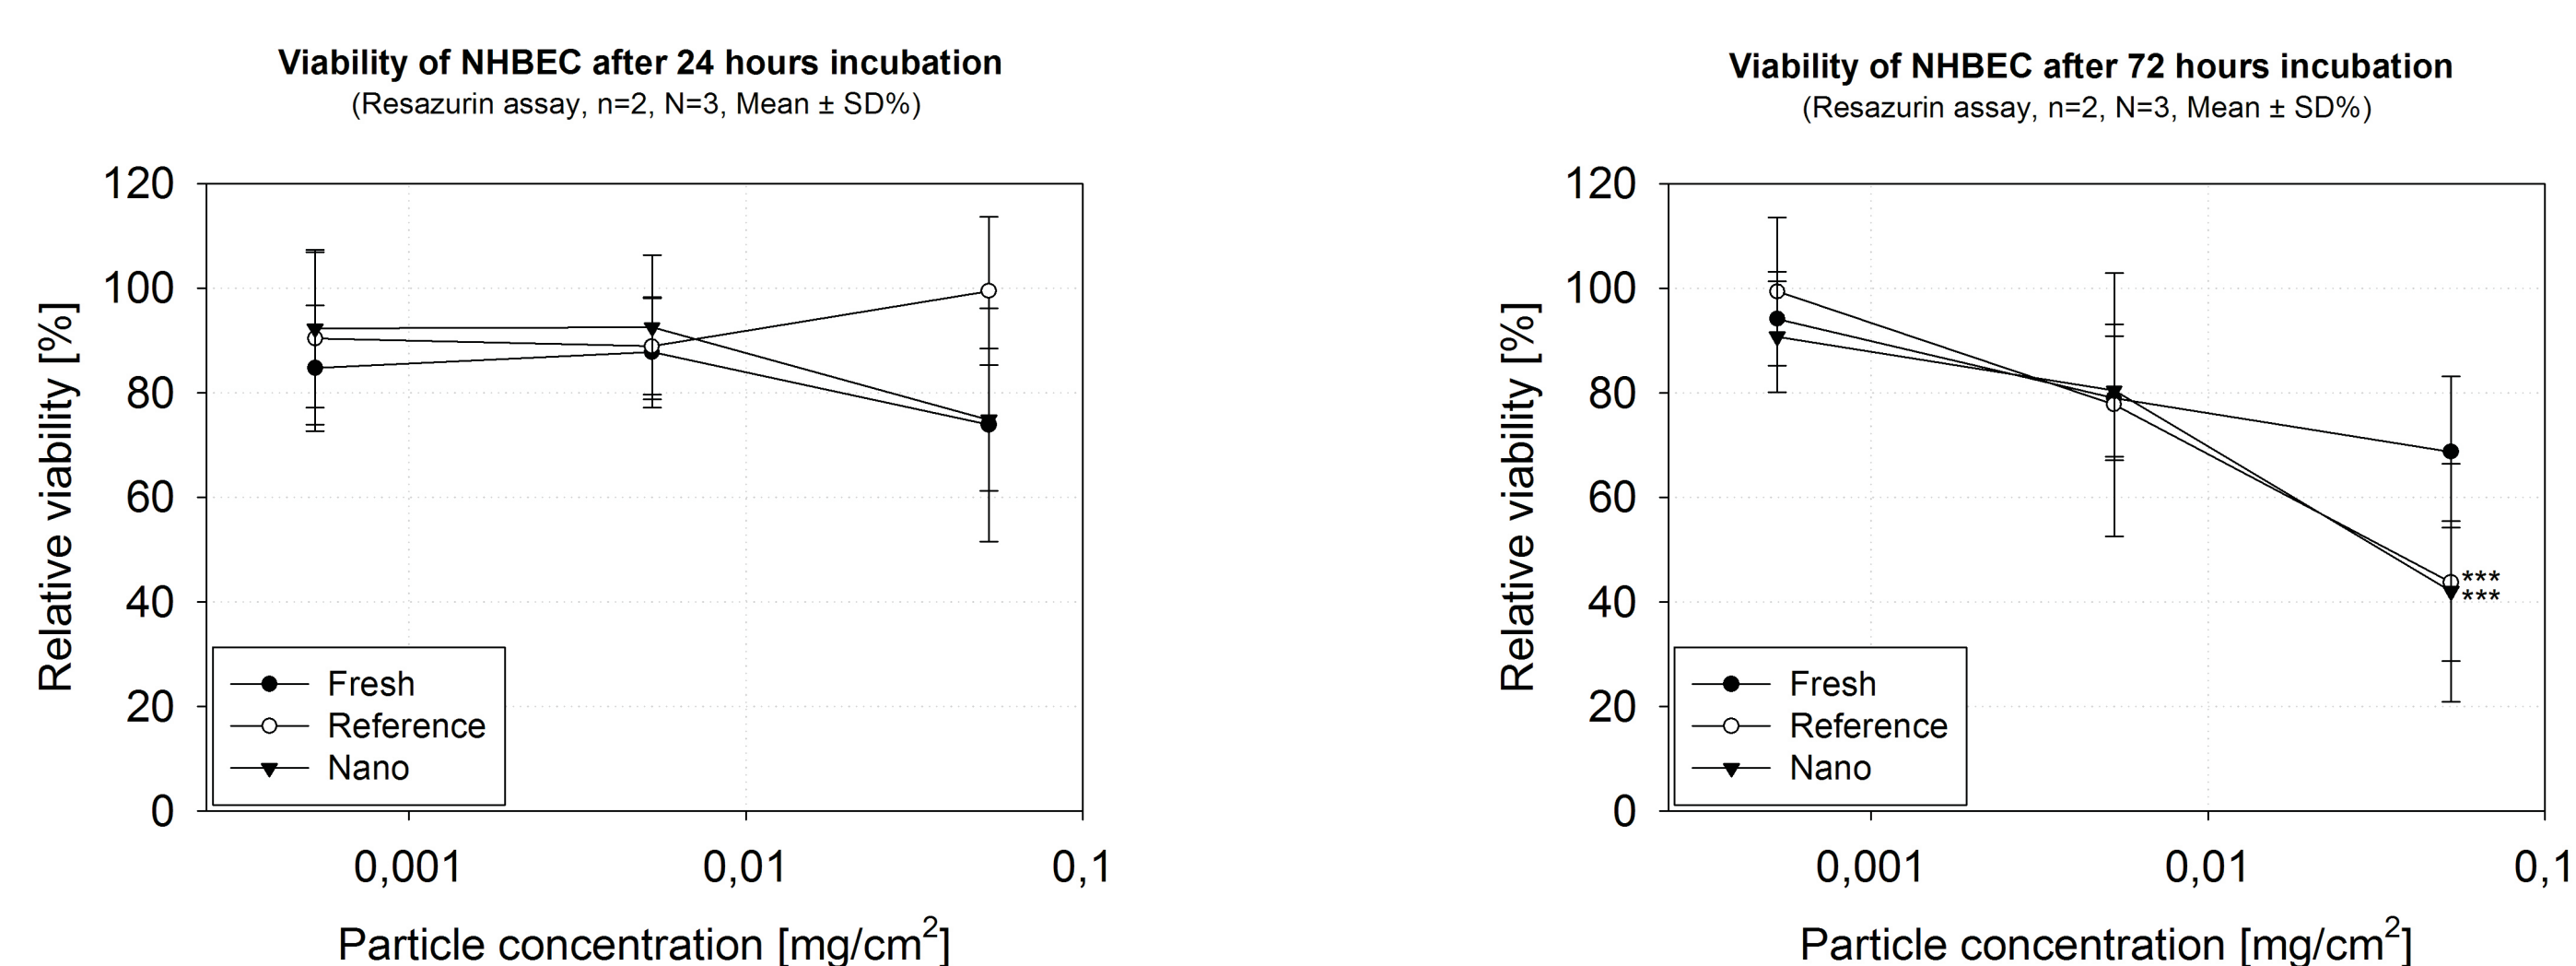 Viability of NHBEC after 24 hours incubation
(Resazurin assay, n=2, N=3, Mean ± SD%)
Relative viability [%]
120
100
80
60
40
20
0
Fresh
Reference
Nano
0,001
0,01
0,1
Particle concentration [mg/cm²]
Viability of NHBEC after 72 hours incubation
(Resazurin assay, n=2, N=3, Mean ± SD%)
Relative viability [%]
120
100
80
60
40
20
0
***
***
Fresh
Reference
Nano
0,001
0,01
0,1
Particle concentration [mg/cm²]